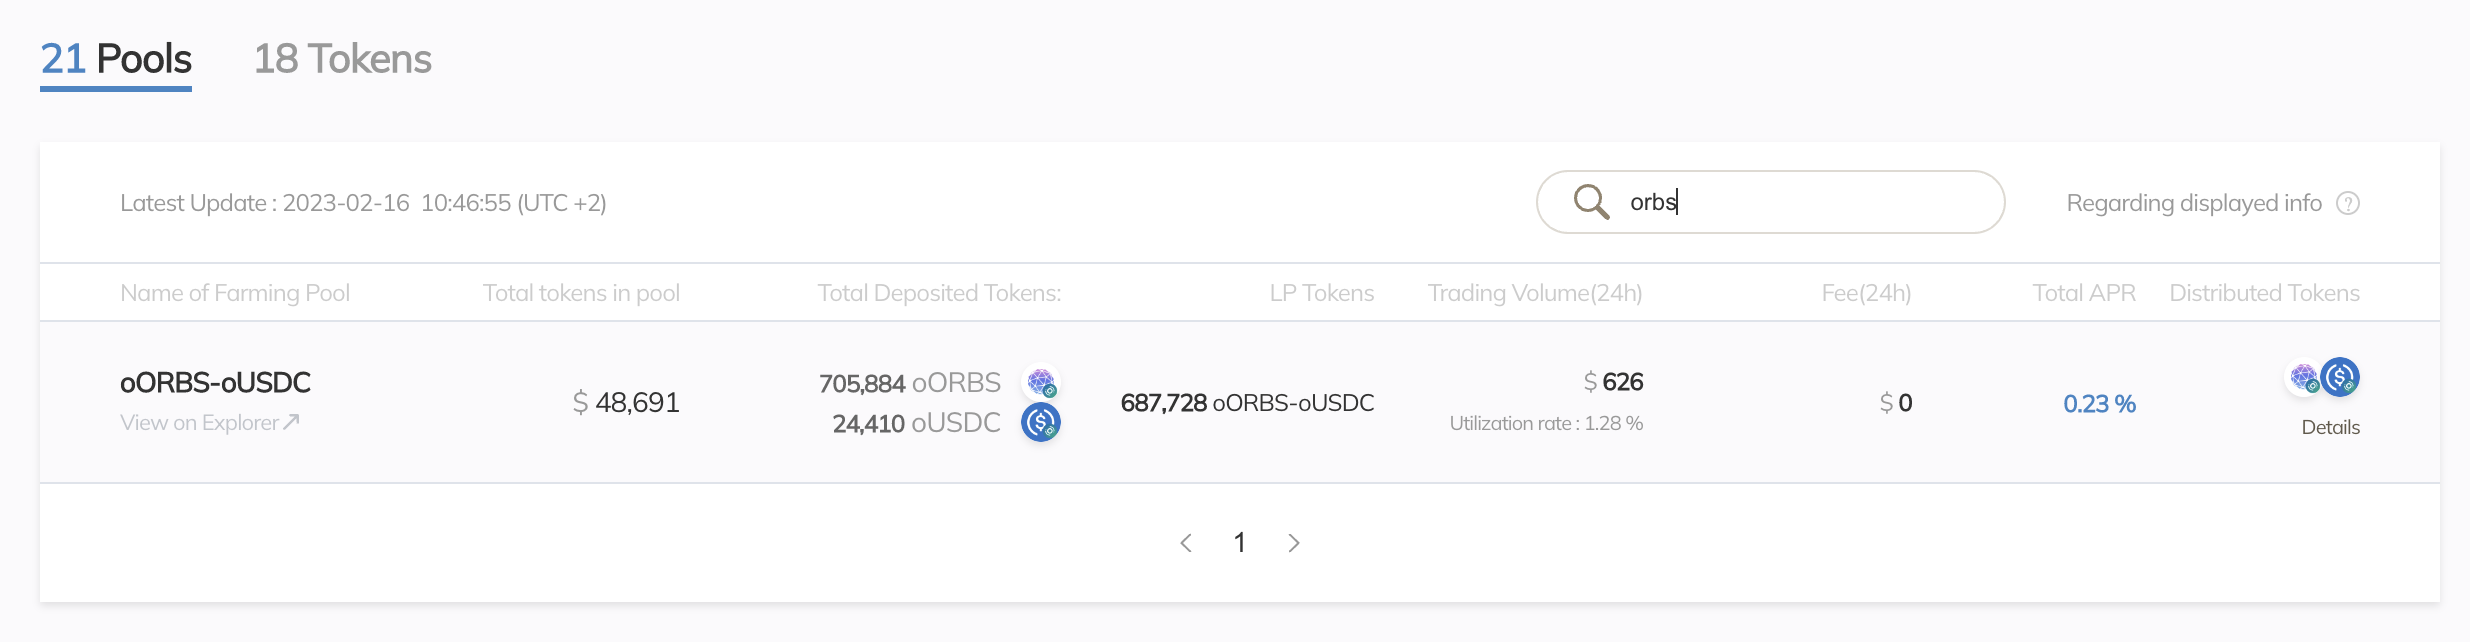 21 Pools
18 Tokens
Latest Update : 2023-02-16  10:46:55 (UTC +2)
orbs
Regarding displayed info ?
Name of Farming Pool
Total tokens in pool
Total Deposited Tokens:
LP Tokens
Trading Volume(24h)
Fee(24h)
Total APR
Distributed Tokens
oORBS-oUSDC
View on Explorer
$ 48,691
705,884 oORBS
24,410 oUSDC
687,728 oORBS-oUSDC
$ 626
Utilization rate : 1.28 %
$ 0
0.23 %
Details
1